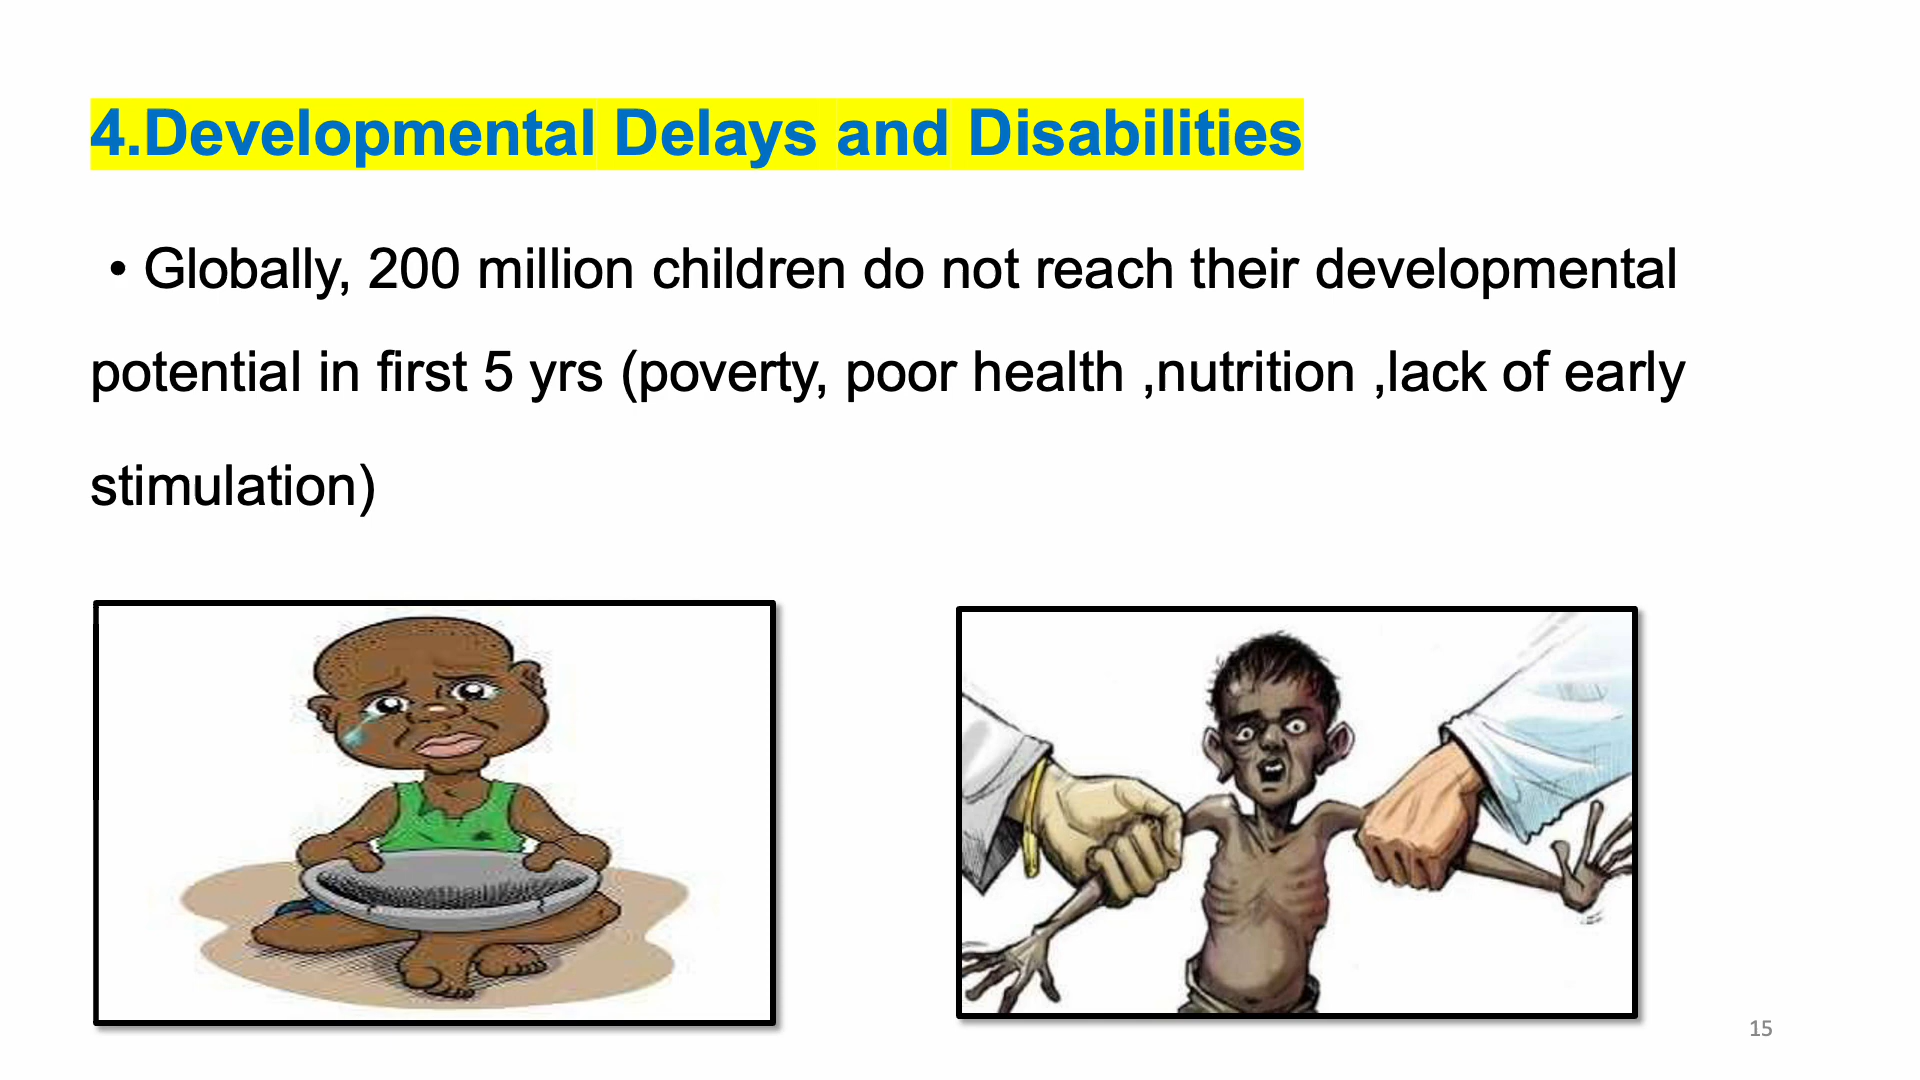 4.Developmental Delays and Disabilities
• Globally, 200 million children do not reach their developmental
potential in first 5 yrs (poverty, poor health ,nutrition ,lack of early
stimulation)
15